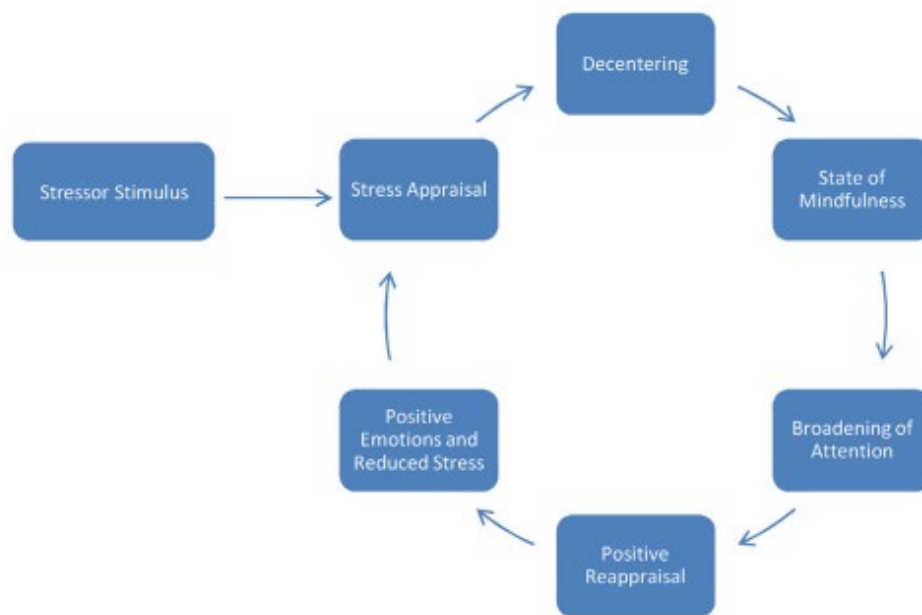 Decentering
Stressor Stimulus
Stress Appraisal
State of
Mindfulness
Positive
Emotions and
Reduced Stress
Broadening of
Attention
Positive
Reappraisal